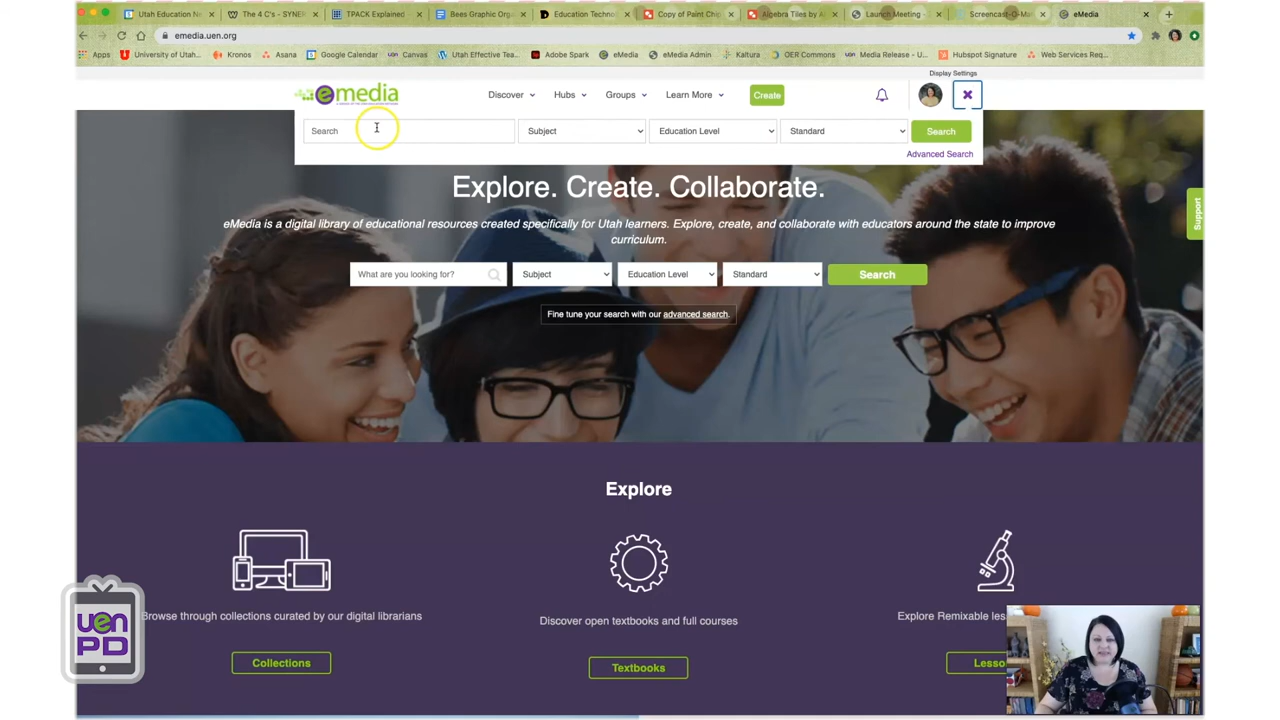 Utah Education Ne
The 4 C's - SYNE
TPACK Explained
Bees Graphic Orga
Education Techno
Copy of Paint Chi
Algebra Tiles by A
Launch Meeting -
Screencast-O-Ma
eMedia
emedia.uen.org
Apps
University of Utah...
Kronos
Asana
Google Calendar
Canvas
Utah Effective Tea...
Adobe Spark
eMedia
eMedia Admin
Kaltura
OER Commons
Media Release - U...
Hubspot Signature
Web Services Req...
Display Settings
emedia
Discover
Hubs
Groups
Learn More
Create
Search
Subject
Education Level
Standard
Search
Advanced Search
Support
Explore. Create. Collaborate.
eMedia is a digital library of educational resources created specifically for Utah learners. Explore, create, and collaborate with educators around the state to improve
curriculum.
What are you looking for?
Subject
Education Level
Standard
Search
Fine tune your search with our advanced search.
Explore
Browse through collections curated by our digital librarians
Discover open textbooks and full courses
Explore Remixable les
Collections
Textbooks
Lesso
uen
PD